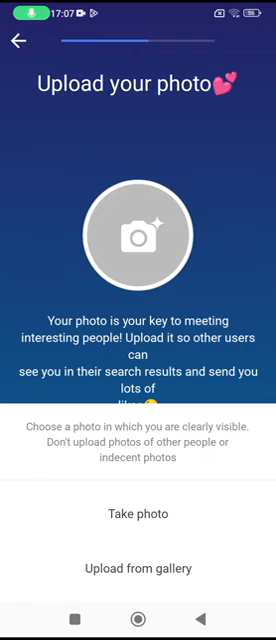 17:07
56
Upload your photo💕
Your photo is your key to meeting
interesting people! Upload it so other users
can
see you in their search results and send you
lots of
likes😉
Choose a photo in which you are clearly visible.
Don't upload photos of other people or
indecent photos
Take photo
Upload from gallery